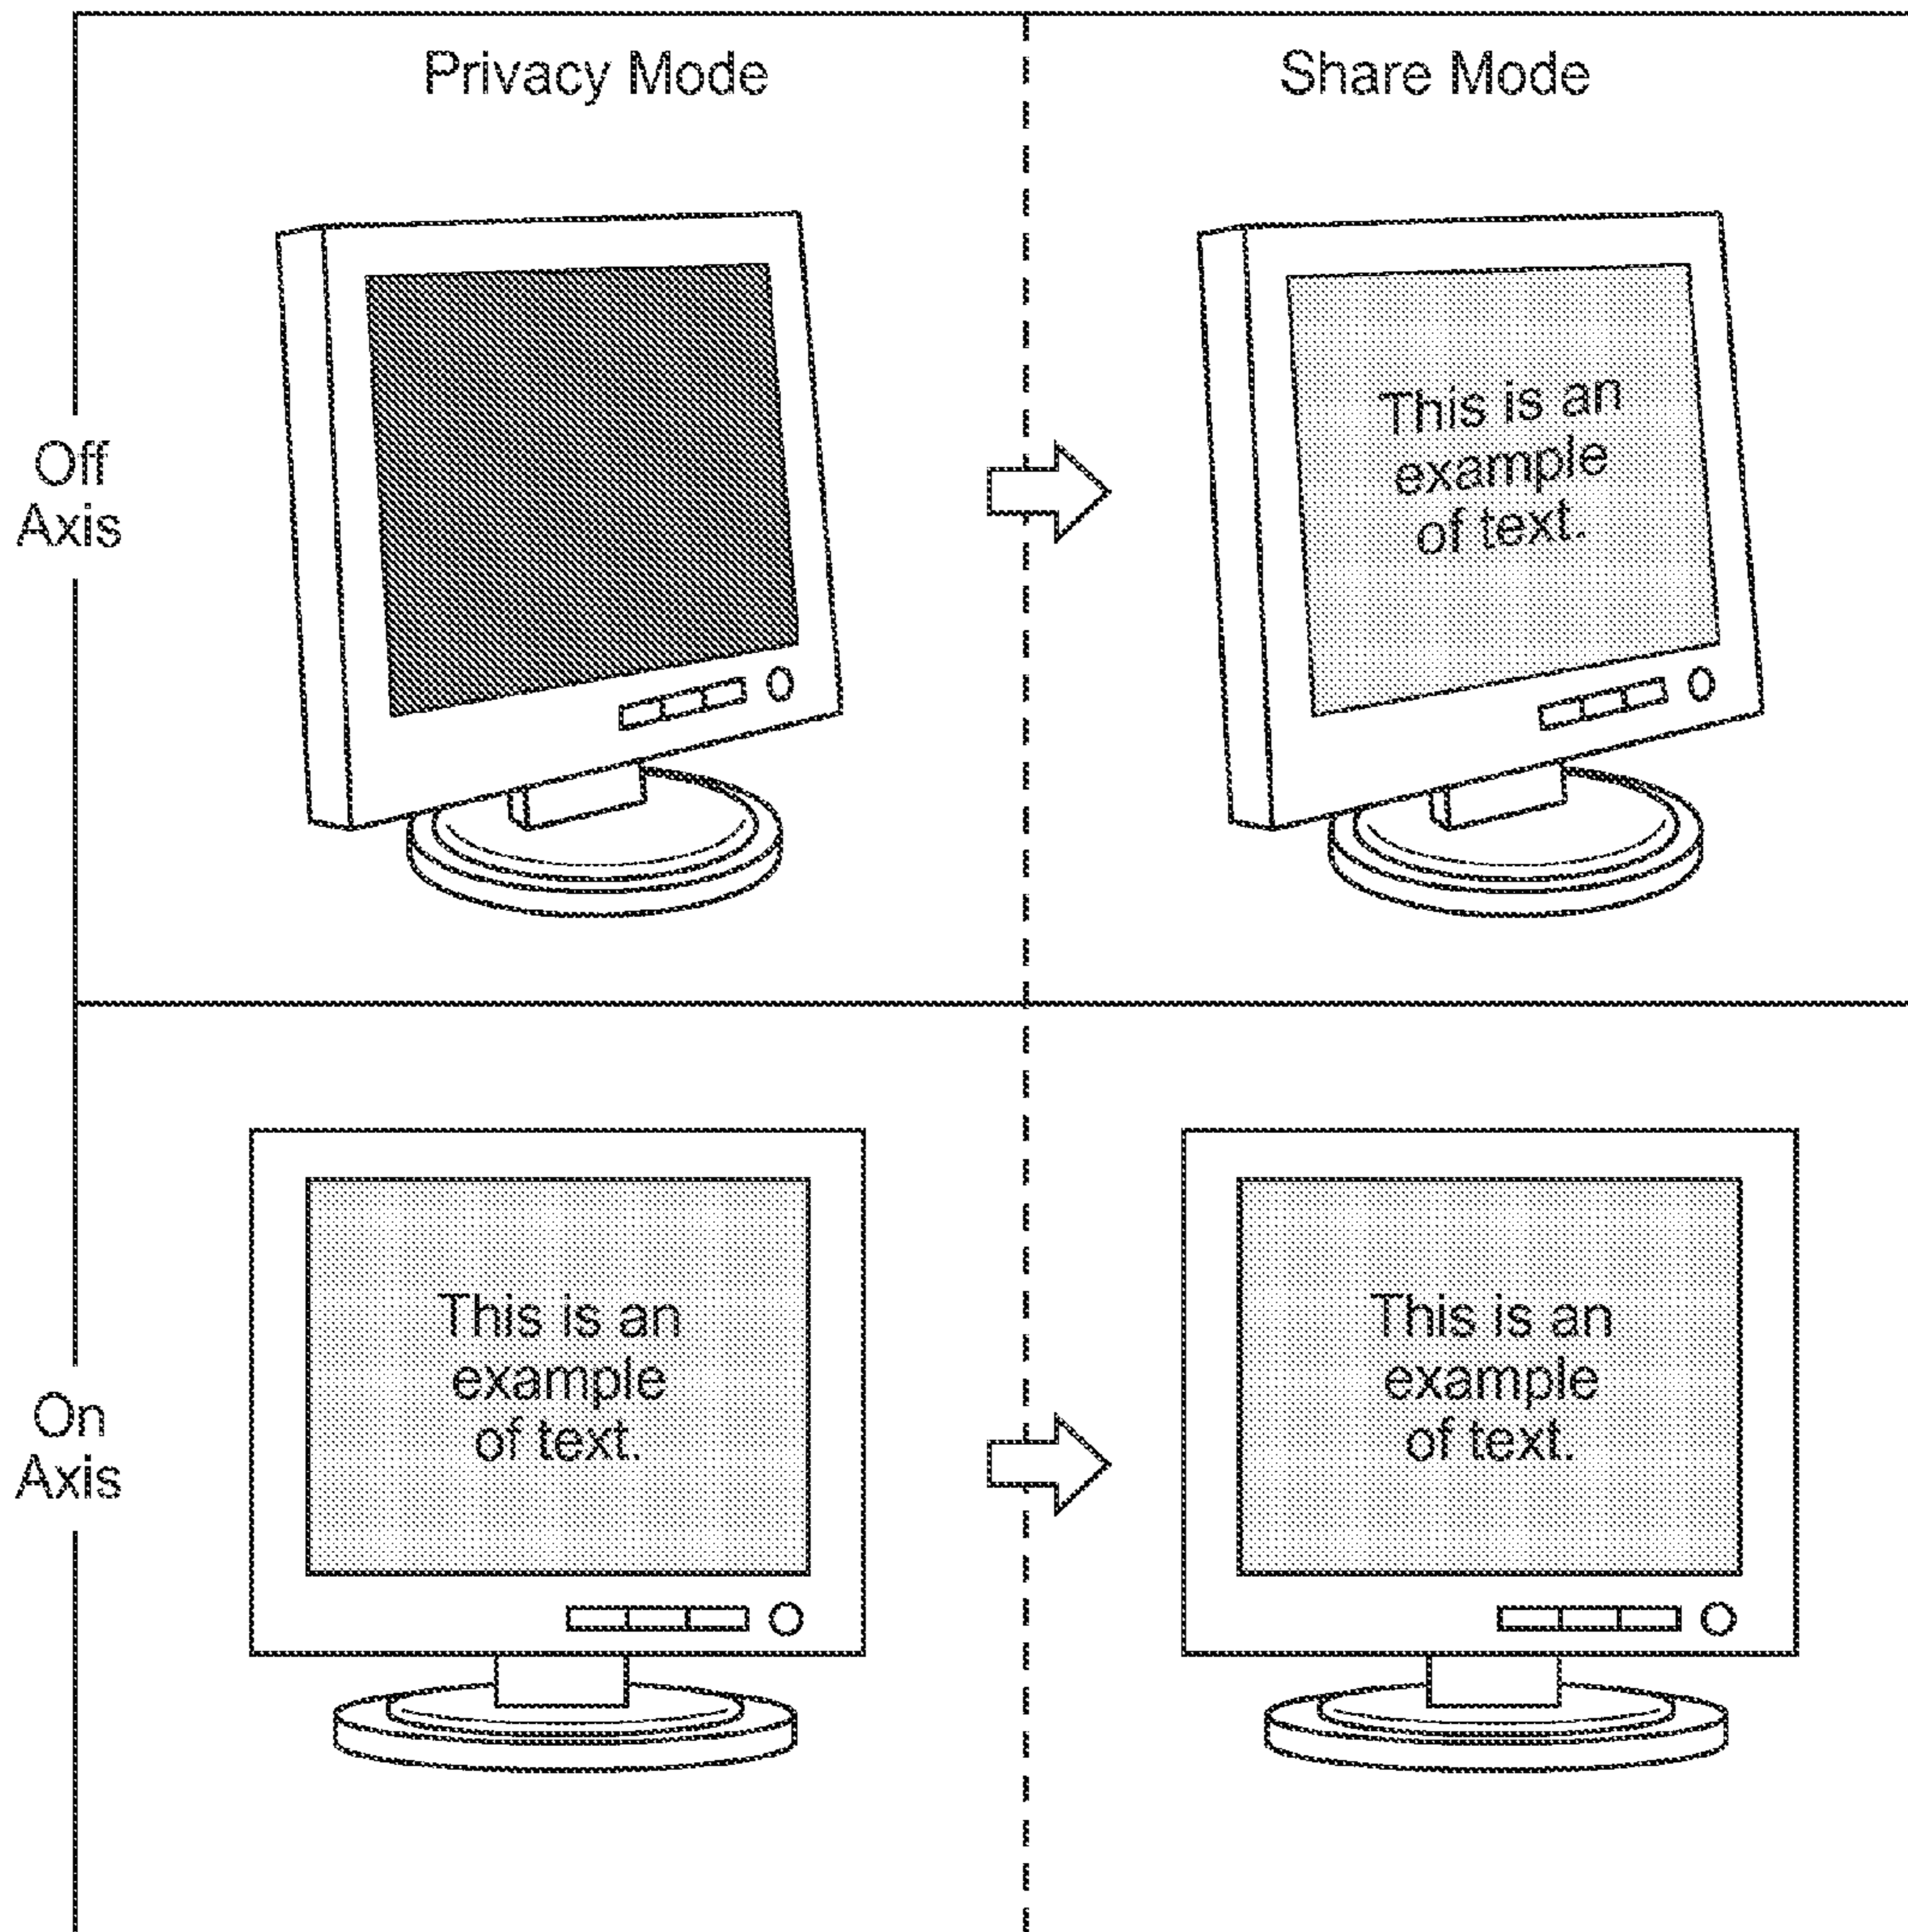 Privacy Mode
Share Mode
Off
Axis
This is an
example
of text.
On
Axis
This is an
example
of text.
This is an
example
of text.